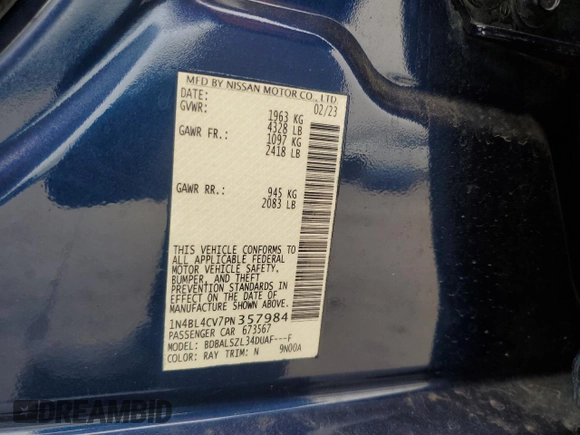 MFD BY NISSAN MOTOR CO., LTD.
DATE: 02/23
GVWR: 1963 KG
4328 LB
GAWR FR.: 1097 KG
2418 LB
GAWR RR.: 945 KG
2083 LB
THIS VEHICLE CONFORMS TO
ALL APPLICABLE FEDERAL
MOTOR VEHICLE SAFETY,
BUMPER, AND THEFT
PREVENTION STANDARDS IN
EFFECT ON THE DATE OF
MANUFACTURE SHOWN ABOVE.
1N4BL4CV7PN357984
PASSENGER CAR 673567
MODEL: BDBALSZL34DUAF---F
COLOR: RAY TRIM: N 9N00A
DREAMBID